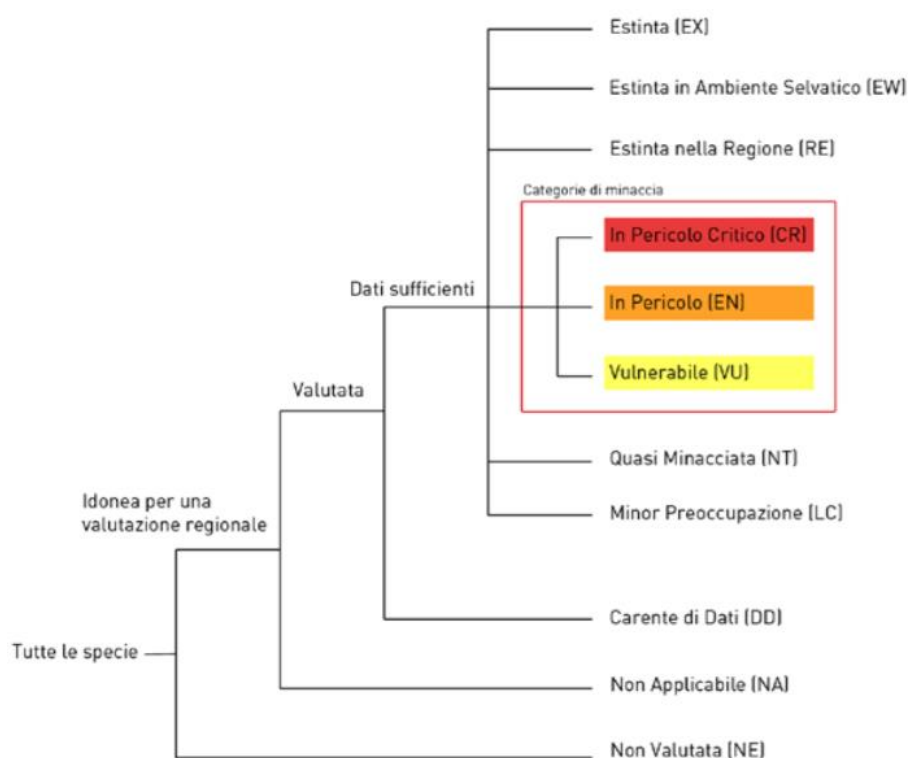 Estinta (EX)
Estinta in Ambiente Selvatico (EW)
Estinta nella Regione (RE)
Categorie di minaccia
In Pericolo Critico (CR)
Dati sufficienti
In Pericolo (EN)
Vulnerabile (VU)
Valutata
Quasi Minacciata (NT)
Idonea per una
valutazione regionale
Minor Preoccupazione (LC)
Carente di Dati (DD)
Tutte le specie
Non Applicabile (NA)
Non Valutata (NE)